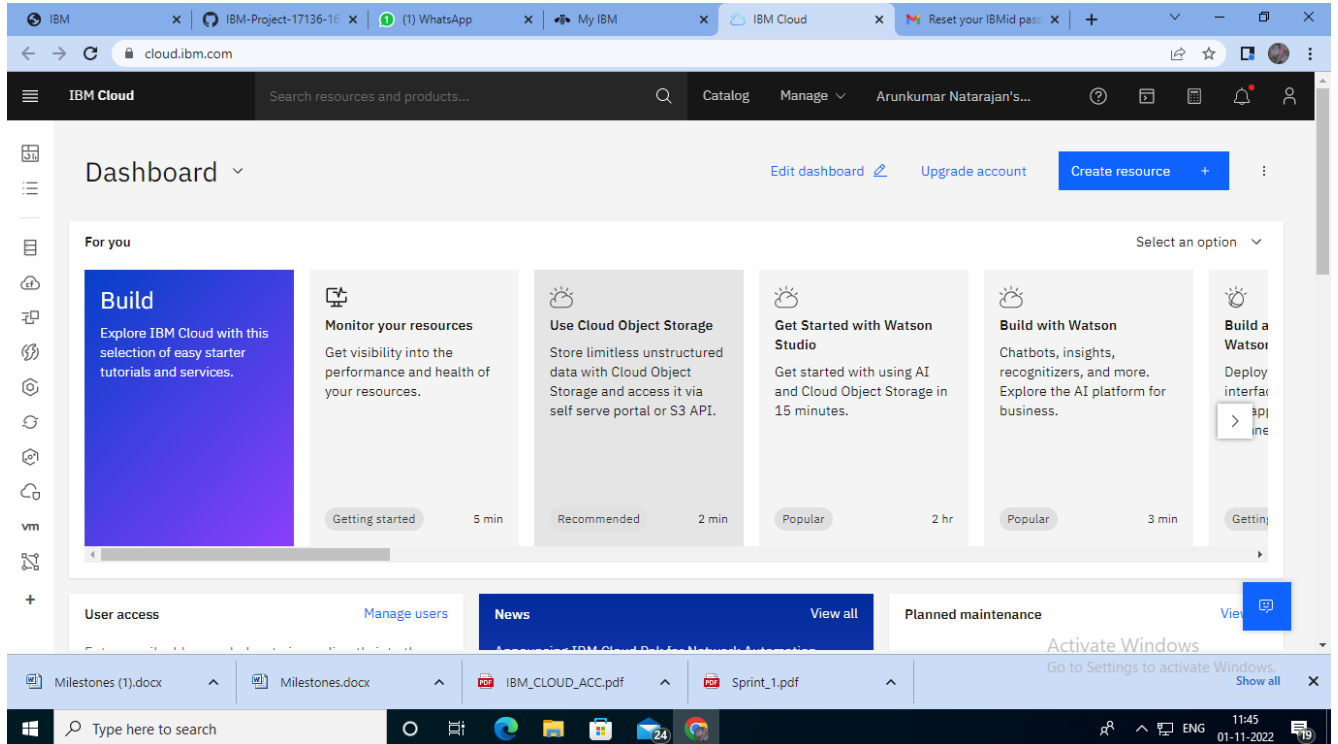 IBM
IBM-Project-17136-16
(1) WhatsApp
My IBM
IBM Cloud
Reset your IBMid pass
cloud.ibm.com
IBM Cloud
Search resources and products...
Catalog
Manage
Arunkumar Natarajan's...
Dashboard
Edit dashboard
Upgrade account
Create resource +
For you
Select an option
Build
Explore IBM Cloud with this
selection of easy starter
tutorials and services.
Monitor your resources
Get visibility into the
performance and health of
your resources.
Getting started 5 min
Use Cloud Object Storage
Store limitless unstructured
data with Cloud Object
Storage and access it via
self serve portal or S3 API.
Recommended 2 min
Get Started with Watson
Studio
Get started with using AI
and Cloud Object Storage in
15 minutes.
Popular 2 hr
Build with Watson
Chatbots, insights,
recognitizers, and more.
Explore the AI platform for
business.
Popular 3 min
Build a
Deploy
vm
User access
Manage users
News
View all
Planned maintenance
Activate Windows
Go to Settings to activate Windows.
Milestones (1).docx
Milestones.docx
IBM_CLOUD_ACC.pdf
Sprint_1.pdf
Show all
Type here to search
24
ENG
11:45
01-11-2022
19